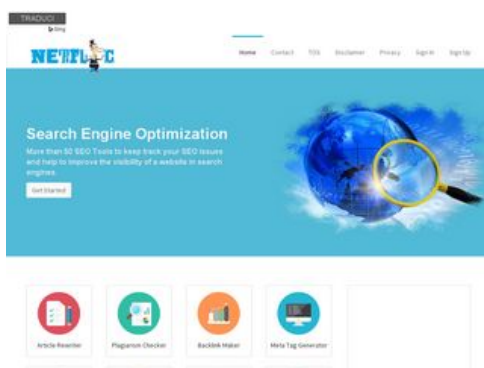 TRADUCI
bing
NETFL C
Home Contact TOS Disclaimer Privacy Sign In Sign Up
Search Engine Optimization
More than 50 SEO Tools to keep track your SEO issues
and help to improve the visibility of a website in search
engines.
Get Started
Article Rewriter Plagiarism Checker Backlink Maker Meta Tag Generator